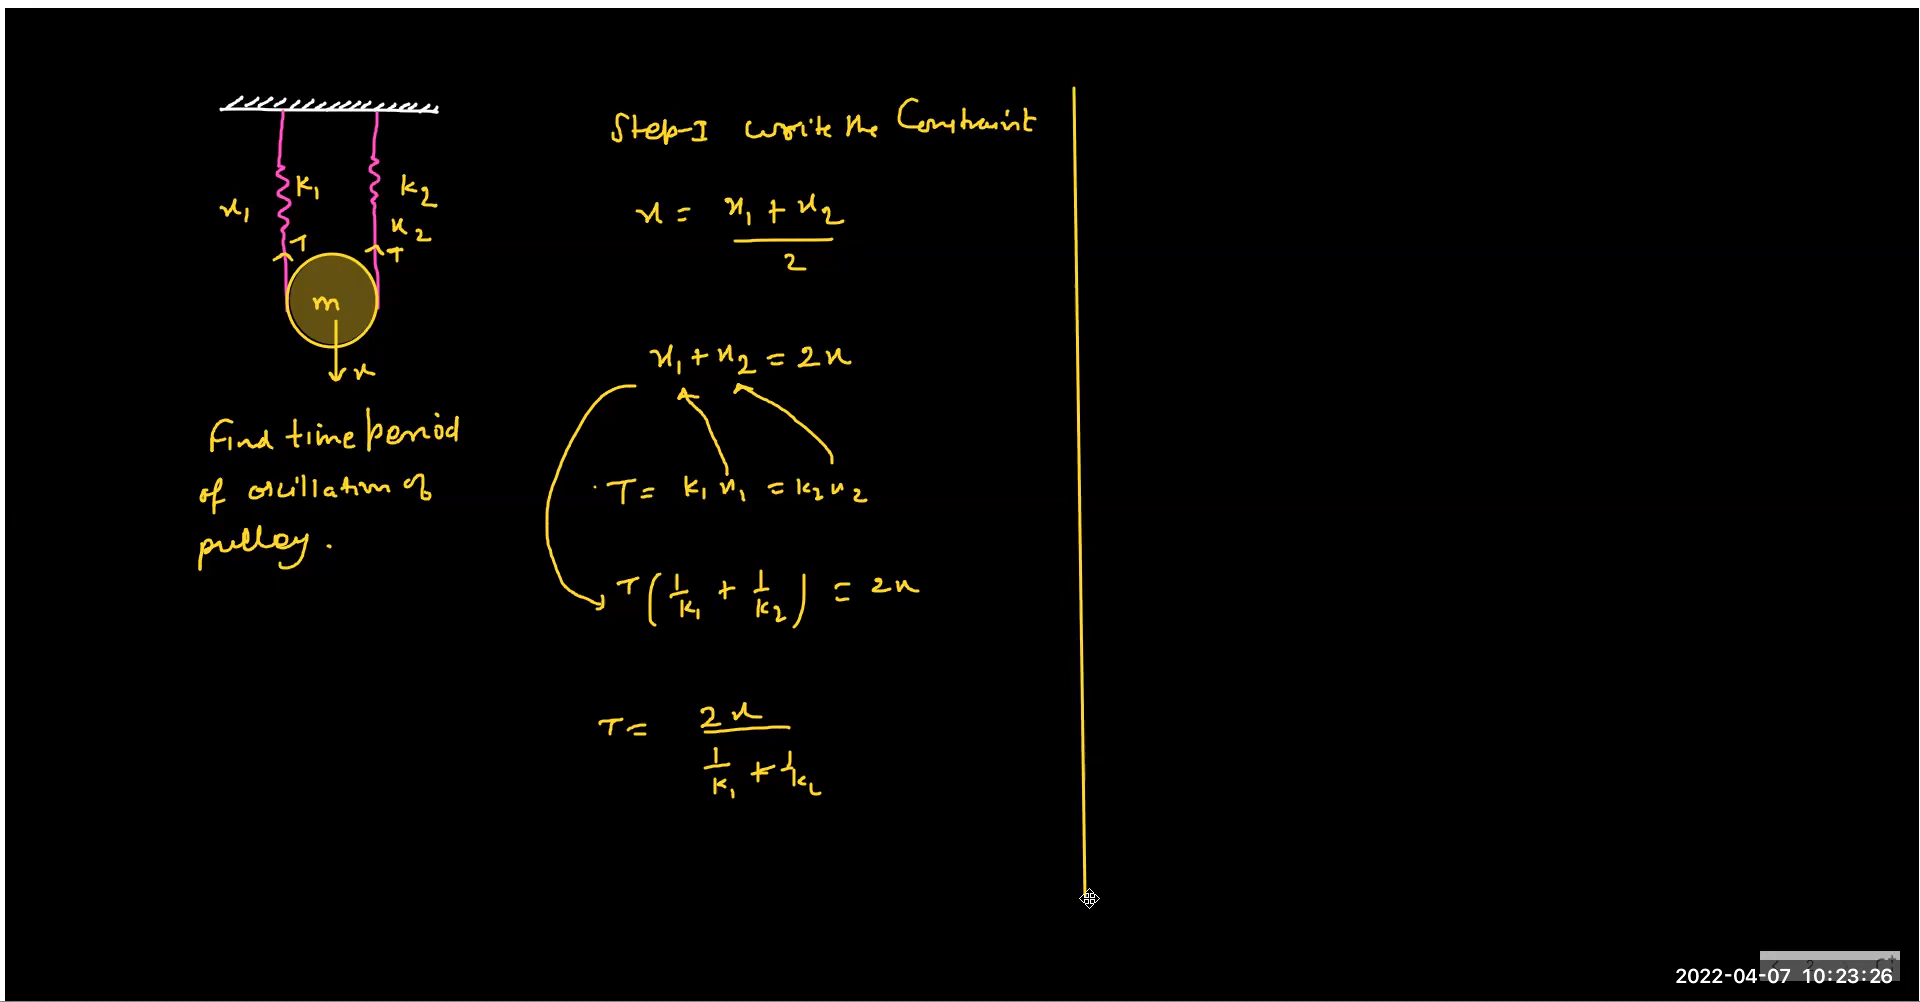 x₁ K₁ K₂
x₂
T T
m
x
Find time period
of oscillation of
pulley.
Step-I write the Constraint
x = (x₁ + x₂)/2
x₁ + x₂ = 2x
T = K₁x₁ = K₂x₂
T(1/K₁ + 1/K₂) = 2x
T = 2x/(1/K₁ + 1/K₂)
2022-04-07 10:23:26